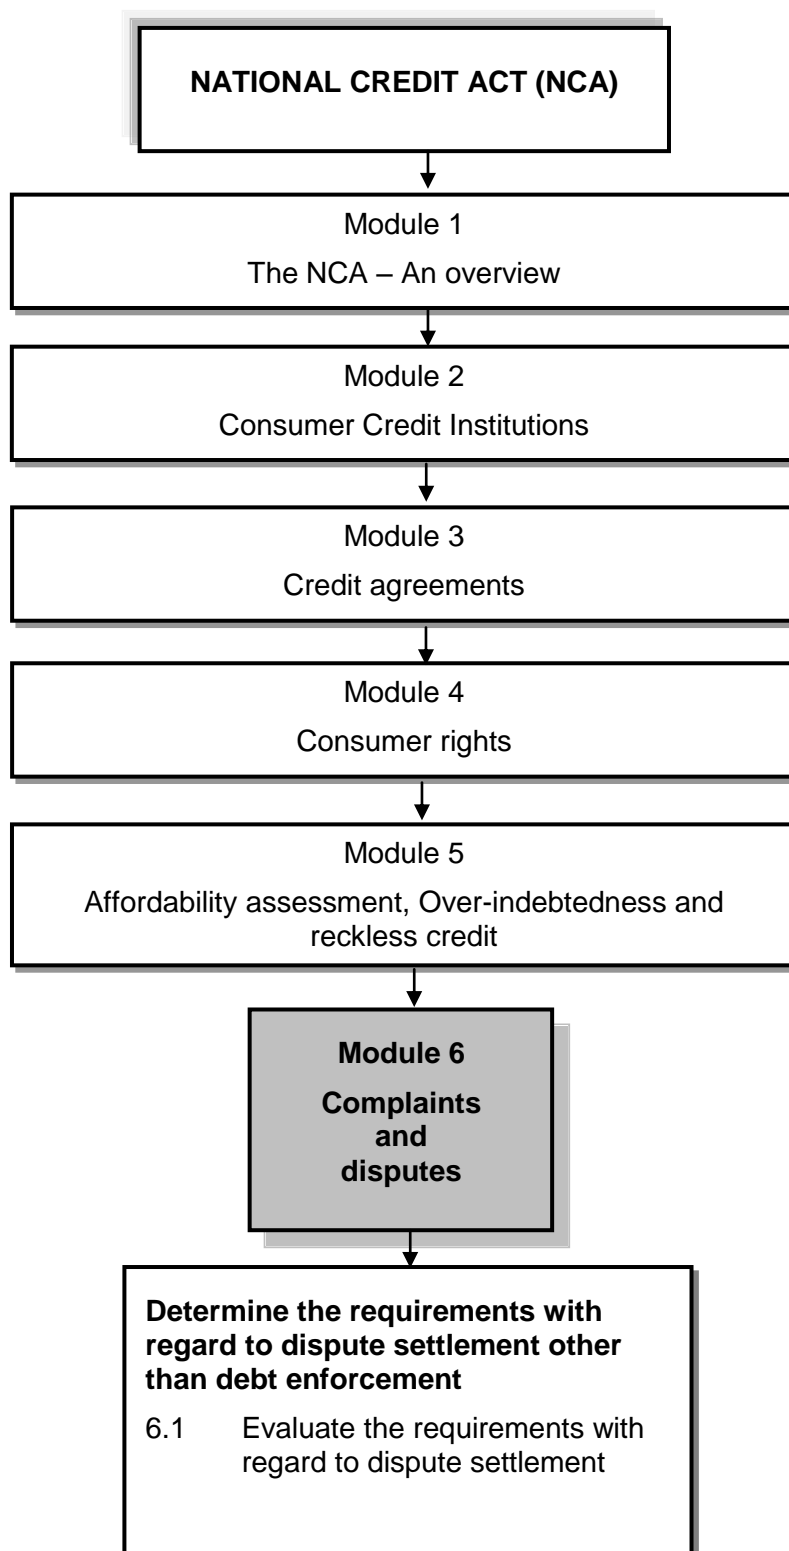 NATIONAL CREDIT ACT (NCA)
Module 1
The NCA – An overview
Module 2
Consumer Credit Institutions
Module 3
Credit agreements
Module 4
Consumer rights
Module 5
Affordability assessment, Over-indebtedness and
reckless credit
Module 6
Complaints
and
disputes
Determine the requirements with
regard to dispute settlement other
than debt enforcement
6.1 Evaluate the requirements with
regard to dispute settlement